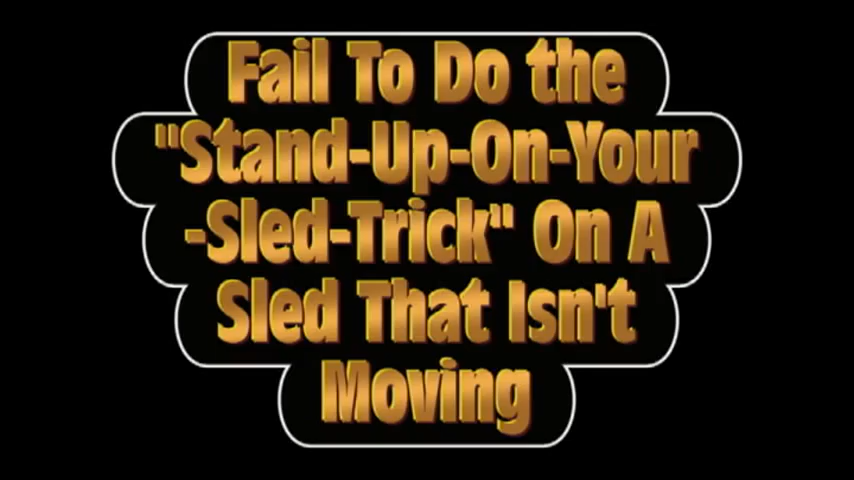 Fail To Do the
"Stand-Up-On-Your
-Sled-Trick" On A
Sled That Isn't
Moving